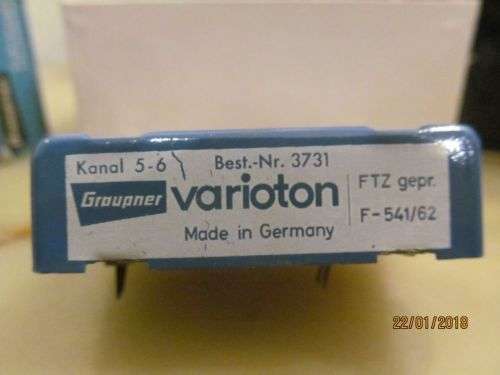 Kanal 5-6
Best.-Nr. 3731
Graupner
varioton
FTZ gepr.
F-541/62
Made in Germany
22/01/2018